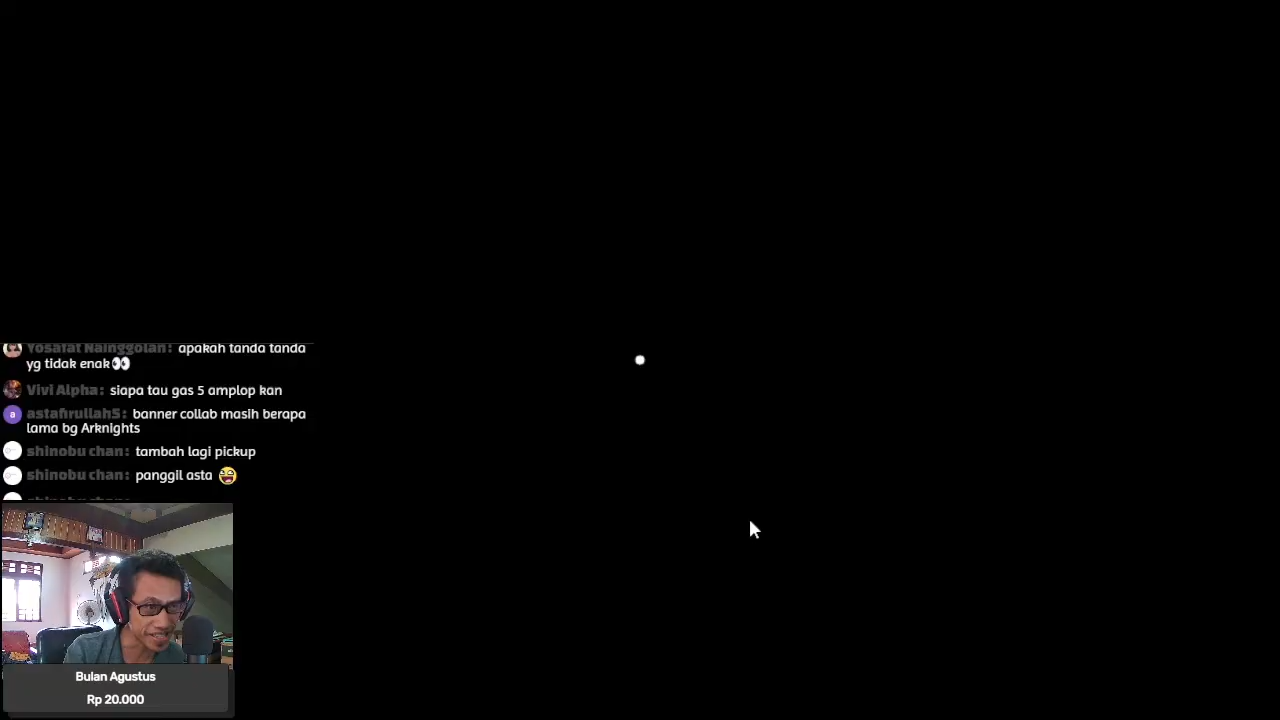 Yosafat Nainggolan: apakah tanda tanda
yg tidak enak👀
Vivi Alpha: siapa tau gas 5 amplop kan
a astafirullah5: banner collab masih berapa
lama bg Arknights
shinobu chan: tambah lagi pickup
shinobu chan: panggil asta 😆
Bulan Agustus
Rp 20.000